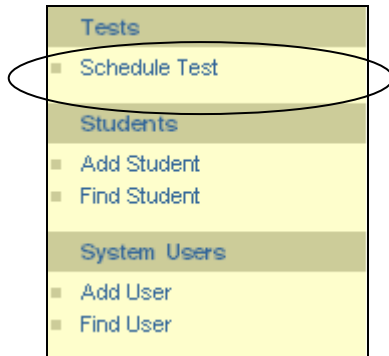 Tests
Schedule Test
Students
Add Student
Find Student
System Users
Add User
Find User